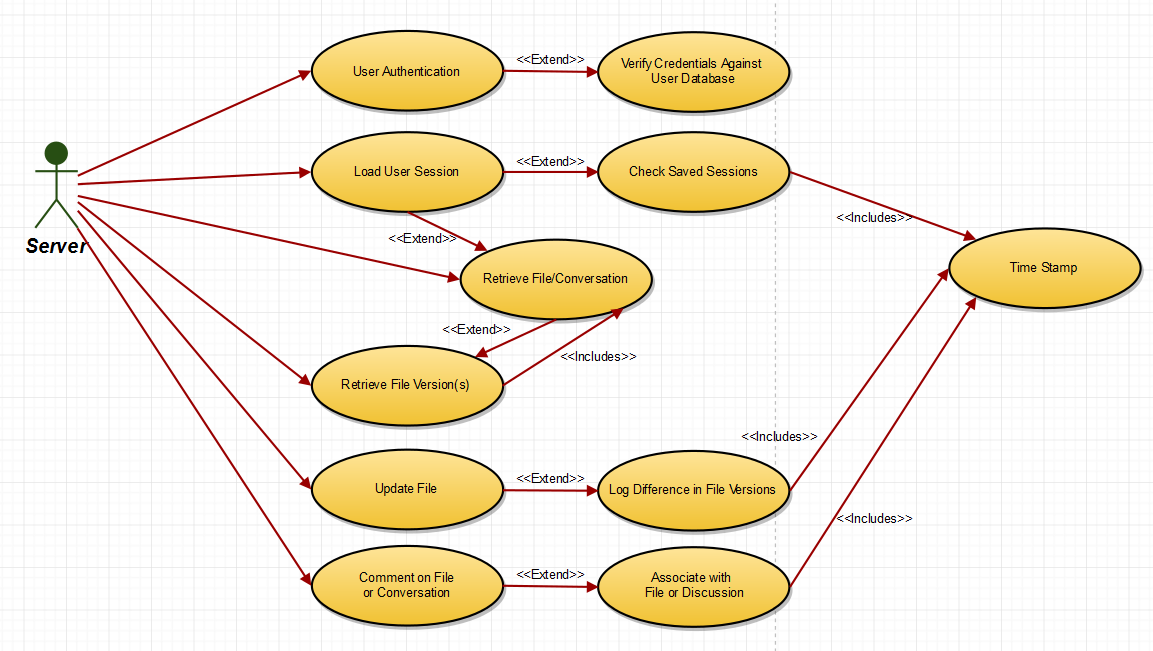 User Authentication
<<Extend>>
Verify Credentials Against
User Database
Load User Session
<<Extend>>
Check Saved Sessions
<<Includes>>
Server
<<Extend>>
Retrieve File/Conversation
Time Stamp
<<Extend>>
<<Includes>>
Retrieve File Version(s)
<<Includes>>
Update File
<<Extend>>
Log Difference in File Versions
<<Includes>>
Comment on File
or Conversation
<<Extend>>
Associate with
File or Discussion